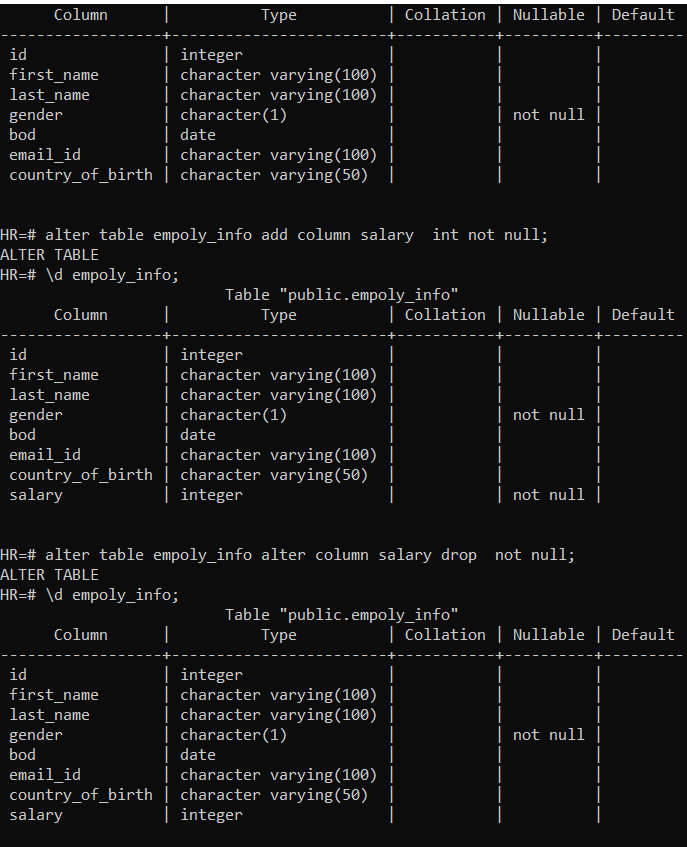 Column      |          Type          | Collation | Nullable | Default
------------------+------------------------+-----------+----------+---------
 id               | integer                |           |          |
 first_name       | character varying(100) |           |          |
 last_name        | character varying(100) |           |          |
 gender           | character(1)           |           | not null |
 bod              | date                   |           |          |
 email_id         | character varying(100) |           |          |
 country_of_birth | character varying(50)  |           |          |
HR=# alter table empoly_info add column salary  int not null;
ALTER TABLE
HR=# \d empoly_info;
                         Table "public.empoly_info"
      Column      |          Type          | Collation | Nullable | Default
------------------+------------------------+-----------+----------+---------
 id               | integer                |           |          |
 first_name       | character varying(100) |           |          |
 last_name        | character varying(100) |           |          |
 gender           | character(1)           |           | not null |
 bod              | date                   |           |          |
 email_id         | character varying(100) |           |          |
 country_of_birth | character varying(50)  |           |          |
 salary           | integer                |           | not null |
HR=# alter table empoly_info alter column salary drop  not null;
ALTER TABLE
HR=# \d empoly_info;
                         Table "public.empoly_info"
      Column      |          Type          | Collation | Nullable | Default
------------------+------------------------+-----------+----------+---------
 id               | integer                |           |          |
 first_name       | character varying(100) |           |          |
 last_name        | character varying(100) |           |          |
 gender           | character(1)           |           | not null |
 bod              | date                   |           |          |
 email_id         | character varying(100) |           |          |
 country_of_birth | character varying(50)  |           |          |
 salary           | integer                |           |          |